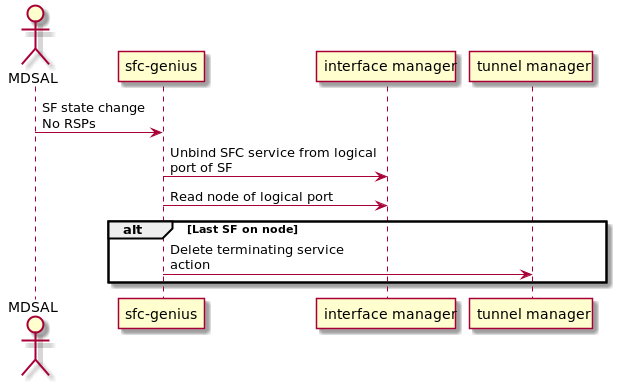 MDSAL
sfc-genius
interface manager
tunnel manager
SF state change
No RSPs
Unbind SFC service from logical
port of SF
Read node of logical port
alt
[Last SF on node]
Delete terminating service
action
MDSAL
sfc-genius
interface manager
tunnel manager